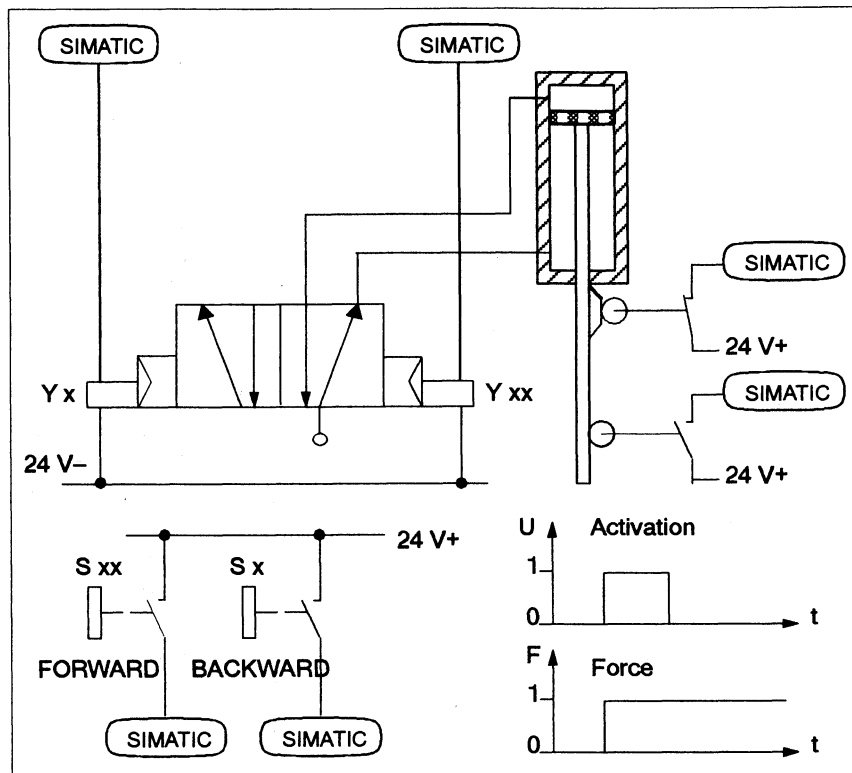 SIMATIC
SIMATIC
SIMATIC
24 V+
SIMATIC
24 V+
Y x
Y xx
24 V–
24 V+
S xx
S x
FORWARD
BACKWARD
SIMATIC
SIMATIC
U
Activation
1
0
t
F
Force
1
0
t